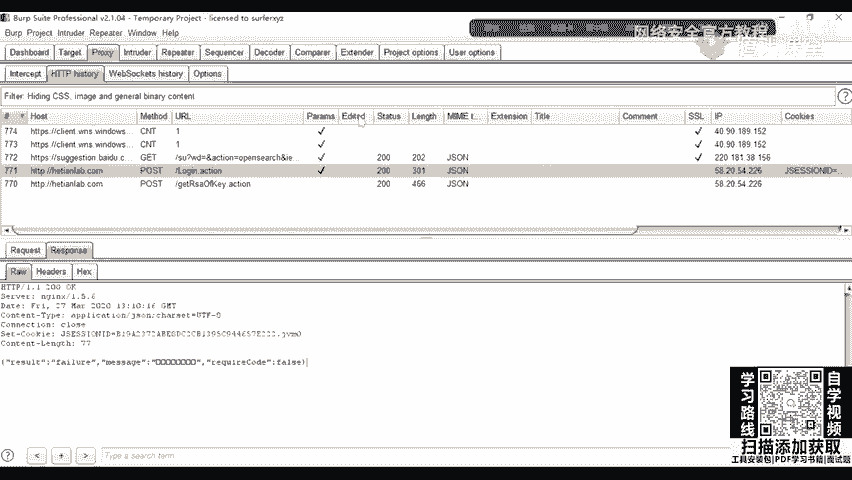 Burp Suite Professional v2.1.04 - Temporary Project - licensed to surferxyz
网络安全官方教程
Burp Project Intruder Repeater Window Help
Dashboard Target Proxy Intruder Repeater Sequencer Decoder Comparer Extender Project options User options
Intercept HTTP history WebSockets history Options
Filter: Hiding CSS, image and general binary content
# Host Method URL Params Edited Status Length MIME t... Extension Title Comment SSL IP Cookies
774 https://client.wns.windows... CNT 1 ✓ ✓ 40.90.189.152
773 https://client.wns.windows... CNT 1 ✓ ✓ 40.90.189.152
772 https://suggestion.baidu.c... GET /su?wd=&action=opensearch&ie... ✓ 200 202 JSON ✓ 220.181.38.156
771 http://hetianlab.com POST /Login.action ✓ 200 301 JSON 58.20.54.226 JSESSIONID=...
770 http://hetianlab.com POST /getRsaOfKey.action 200 466 JSON 58.20.54.226
Request Response
Raw Headers Hex
HTTP/1.1 200 OK
Server: nginx/1.5.6
Date: Fri, 27 Mar 2020 13:10:16 GMT
Content-Type: application/json;charset=UTF-8
Connection: close
Content-Length: 77
{"result":"failure","message":"□□□□□□□□","requireCode":false}
学习路线
自学视频
扫描添加获取
工具安装包|PDF学习书籍|面试题
? < + > Type a search term